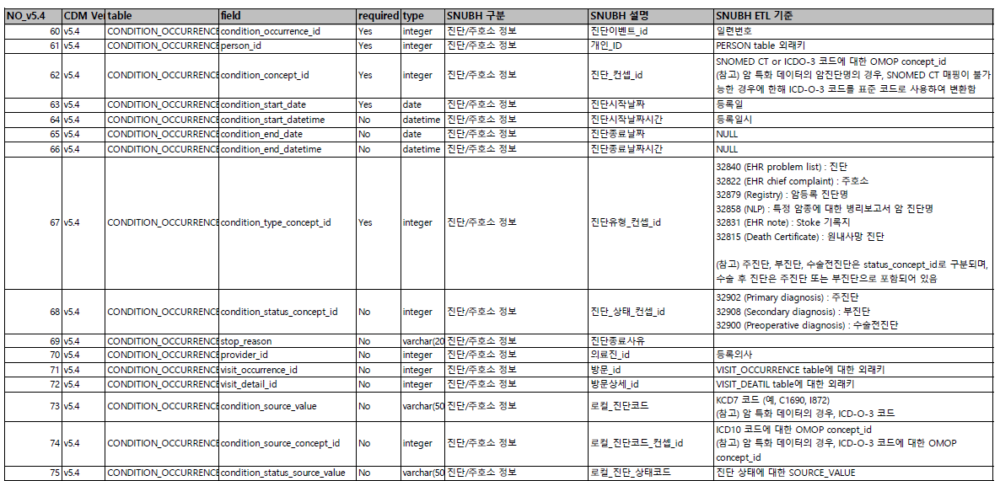 NO_v5.4 CDM Ver table field required type SNUBH 구분 SNUBH 설명 SNUBH ETL 기준
60 v5.4 CONDITION_OCCURRENCE condition_occurrence_id Yes integer 진단/주호소 정보 진단이벤트_id 일련번호
61 v5.4 CONDITION_OCCURRENCE person_id Yes integer 진단/주호소 정보 개인_ID PERSON table 외래키
62 v5.4 CONDITION_OCCURRENCE condition_concept_id Yes integer 진단/주호소 정보 진단_컨셉_id SNOMED CT or ICDO-3 코드에 대한 OMOP concept_id
(참고) 암 특화 데이터의 암진단명의 경우, SNOMED CT 매핑이 불가
능한 경우에 한해 ICD-O-3 코드를 표준 코드로 사용하여 변환함
63 v5.4 CONDITION_OCCURRENCE condition_start_date Yes date 진단/주호소 정보 진단시작날짜 등록일
64 v5.4 CONDITION_OCCURRENCE condition_start_datetime No datetime 진단/주호소 정보 진단시작날짜시간 등록일시
65 v5.4 CONDITION_OCCURRENCE condition_end_date No date 진단/주호소 정보 진단종료날짜 NULL
66 v5.4 CONDITION_OCCURRENCE condition_end_datetime No datetime 진단/주호소 정보 진단종료날짜시간 NULL
67 v5.4 CONDITION_OCCURRENCE condition_type_concept_id Yes integer 진단/주호소 정보 진단유형_컨셉_id 32840 (EHR problem list) : 진단
32822 (EHR chief complaint) : 주호소
32879 (Registry) : 암등록 진단명
32858 (NLP) : 특정 암종에 대한 병리보고서 암 진단명
32831 (EHR note) : Stoke 기록지
32815 (Death Certificate) : 원내사망 진단
(참고) 주진단, 부진단, 수술전진단은 status_concept_id로 구분되며,
수술 후 진단은 주진단 또는 부진단으로 포함되어 있음
68 v5.4 CONDITION_OCCURRENCE condition_status_concept_id No integer 진단/주호소 정보 진단_상태_컨셉_id 32902 (Primary diagnosis) : 주진단
32908 (Secondary diagnosis) : 부진단
32900 (Preoperative diagnosis) : 수술전진단
69 v5.4 CONDITION_OCCURRENCE stop_reason No varchar(20 진단/주호소 정보 진단종료사유
70 v5.4 CONDITION_OCCURRENCE provider_id No integer 진단/주호소 정보 의료진_id 등록의사
71 v5.4 CONDITION_OCCURRENCE visit_occurrence_id No integer 진단/주호소 정보 방문_id VISIT_OCCURRENCE table에 대한 외래키
72 v5.4 CONDITION_OCCURRENCE visit_detail_id No integer 진단/주호소 정보 방문상세_id VISIT_DEATIL table에 대한 외래키
73 v5.4 CONDITION_OCCURRENCE condition_source_value No varchar(50 진단/주호소 정보 로컬_진단코드 KCD7 코드 (예, C1690, I872)
(참고) 암 특화 데이터의 경우, ICD-O-3 코드
74 v5.4 CONDITION_OCCURRENCE condition_source_concept_id No integer 진단/주호소 정보 로컬_진단코드_컨셉_id ICD10 코드에 대한 OMOP concept_id
(참고) 암 특화 데이터의 경우, ICD-O-3 코드에 대한 OMOP
concept_id
75 v5.4 CONDITION_OCCURRENCE condition_status_source_value No varchar(50 진단/주호소 정보 로컬_진단_상태코드 진단 상태에 대한 SOURCE_VALUE